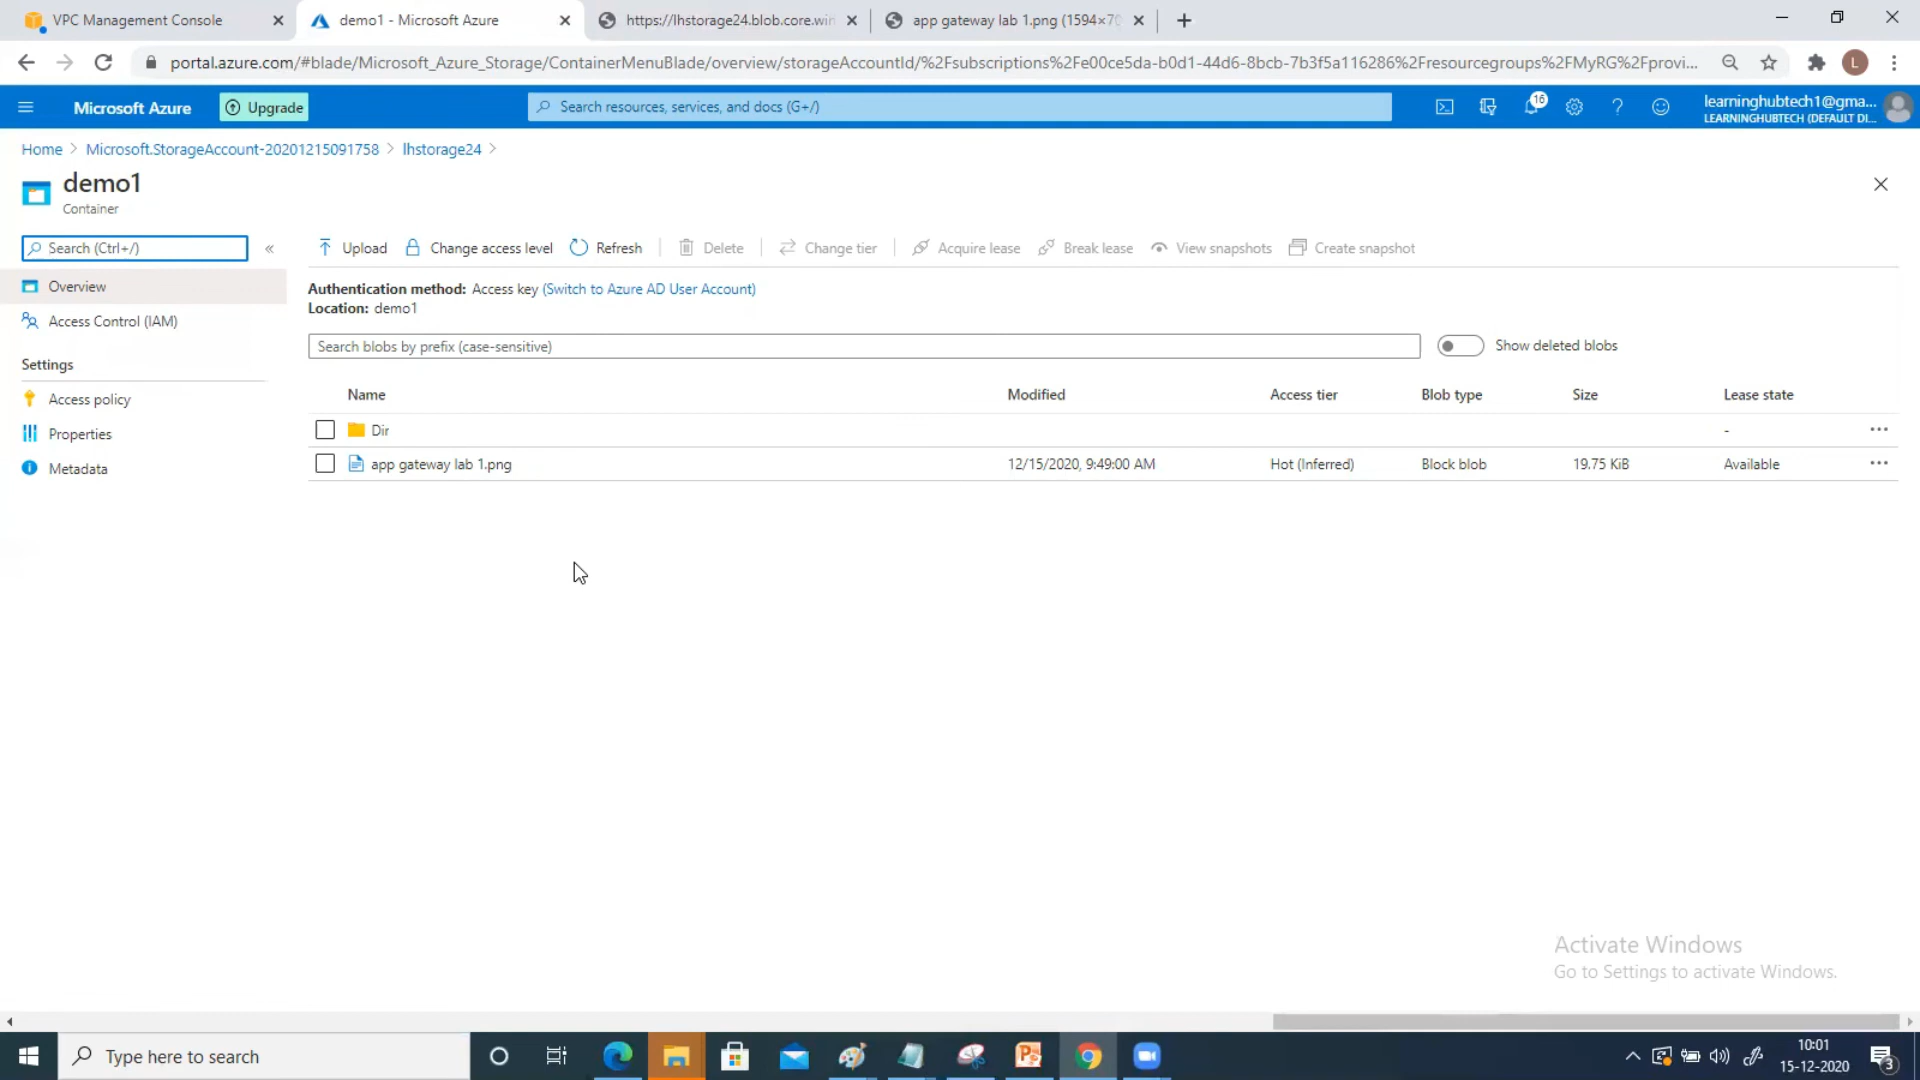 VPC Management Console
demo1 - Microsoft Azure
https://lhstorage24.blob.core.win
app gateway lab 1.png (1594×70
portal.azure.com/#blade/Microsoft_Azure_Storage/ContainerMenuBlade/overview/storageAccountId/%2Fsubscriptions%2Fe00ce5da-b0d1-44d6-8bcb-7b3f5a116286%2Fresourcegroups%2FMyRG%2Fprovi...
L
Microsoft Azure
Upgrade
Search resources, services, and docs (G+/)
16
learninghubtech1@gma...
LEARNINGHUBTECH (DEFAULT DI...
Home > Microsoft.StorageAccount-20201215091758 > lhstorage24 >
demo1
Container
Search (Ctrl+/)
«
Upload
Change access level
Refresh
Delete
Change tier
Acquire lease
Break lease
View snapshots
Create snapshot
Overview
Access Control (IAM)
Settings
Access policy
Properties
Metadata
Authentication method: Access key (Switch to Azure AD User Account)
Location: demo1
Search blobs by prefix (case-sensitive)
Show deleted blobs
Name Modified Access tier Blob type Size Lease state
Dir -
app gateway lab 1.png 12/15/2020, 9:49:00 AM Hot (Inferred) Block blob 19.75 KiB Available
Activate Windows
Go to Settings to activate Windows.
Type here to search
10:01
15-12-2020
3